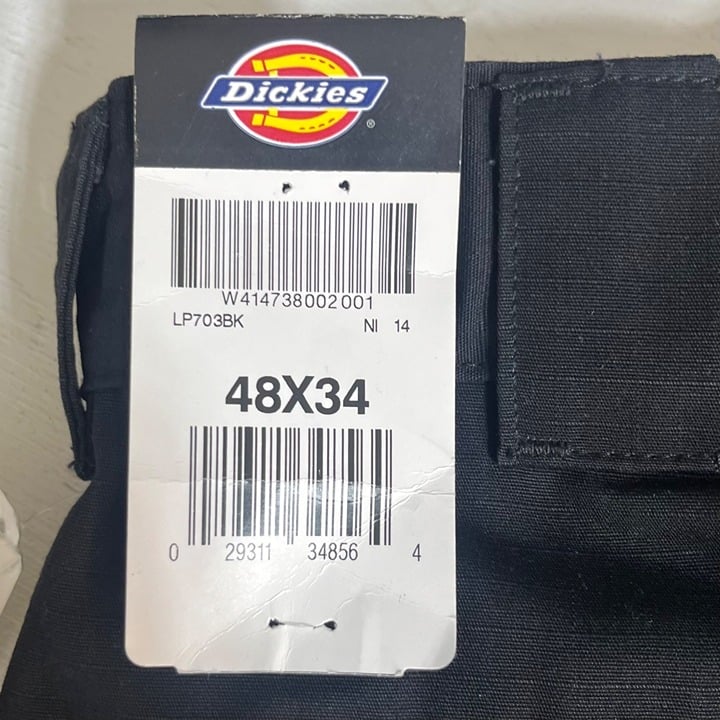 Dickies®
W414738002001
LP703BK NI 14
48X34
0 29311 34856 4